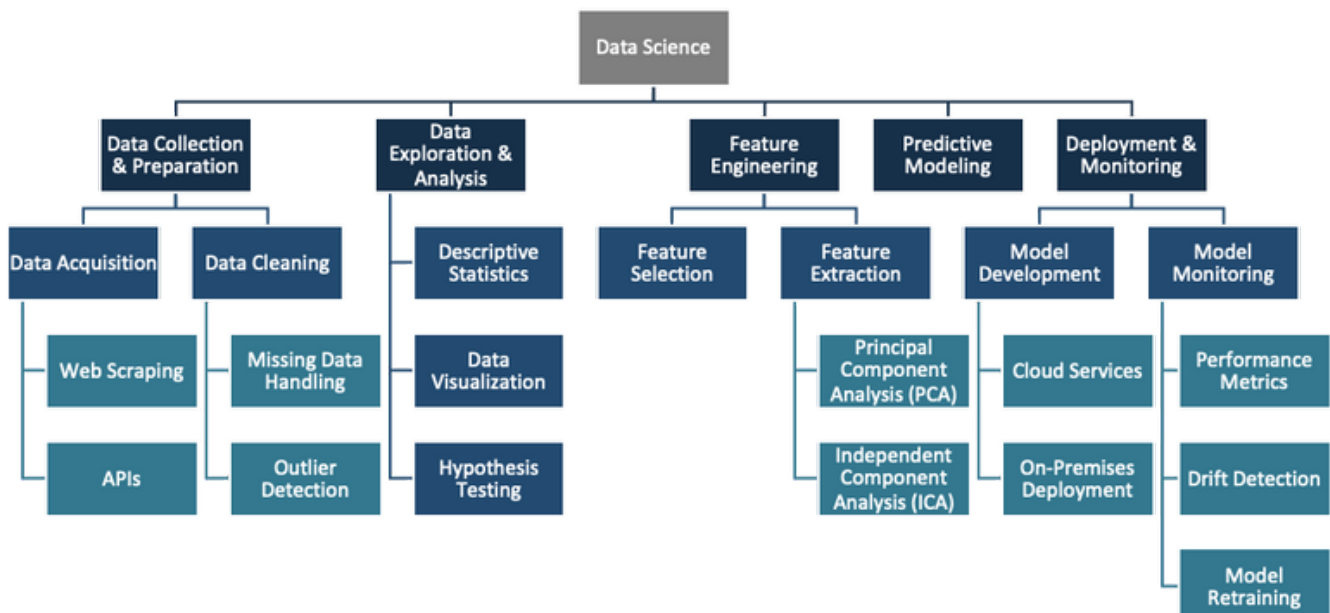 Data Science
Data Collection
& Preparation
Data
Exploration &
Analysis
Feature
Engineering
Predictive
Modeling
Deployment &
Monitoring
Data Acquisition
Data Cleaning
Descriptive
Statistics
Feature
Selection
Feature
Extraction
Model
Development
Model
Monitoring
Web Scraping
Missing Data
Handling
Data
Visualization
Principal
Component
Analysis (PCA)
Cloud Services
Performance
Metrics
APIs
Outlier
Detection
Hypothesis
Testing
Independent
Component
Analysis (ICA)
On-Premises
Deployment
Drift Detection
Model
Retraining